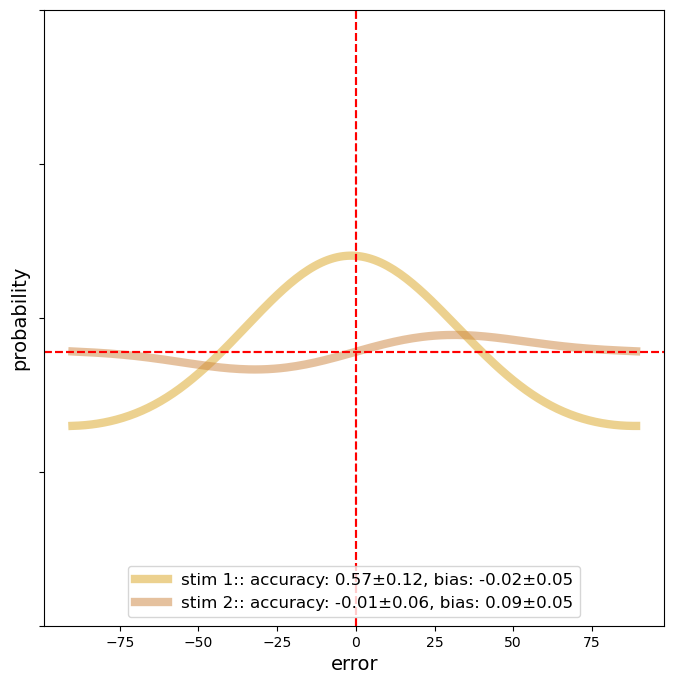 probability
stim 1:: accuracy: 0.57±0.12, bias: -0.02±0.05
stim 2:: accuracy: -0.01±0.06, bias: 0.09±0.05
−75 −50 −25 0 25 50 75
error